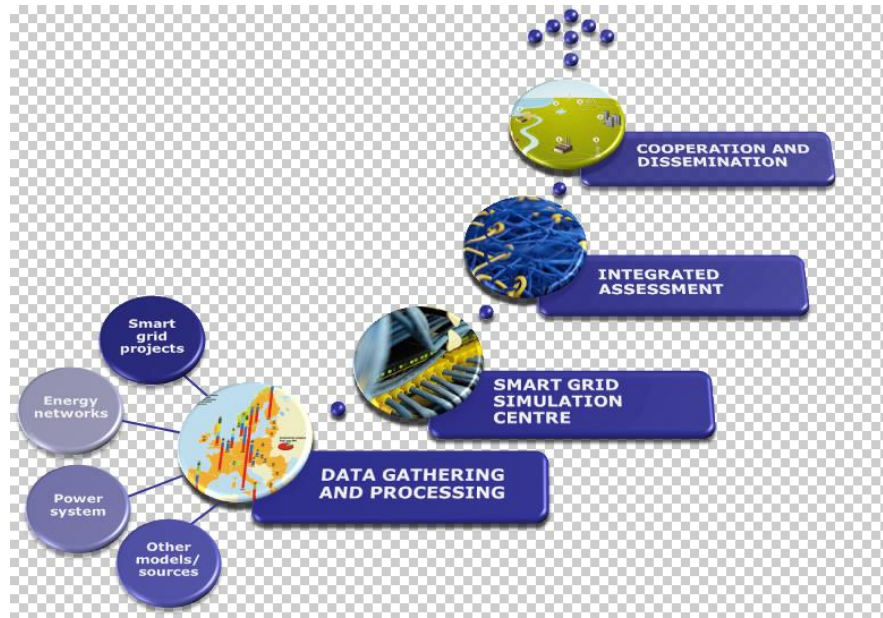 COOPERATION AND
DISSEMINATION
INTEGRATED
ASSESSMENT
Smart
grid
projects
Energy
networks
SMART GRID
SIMULATION
CENTRE
DATA GATHERING
AND PROCESSING
Power
system
Other
models/
sources